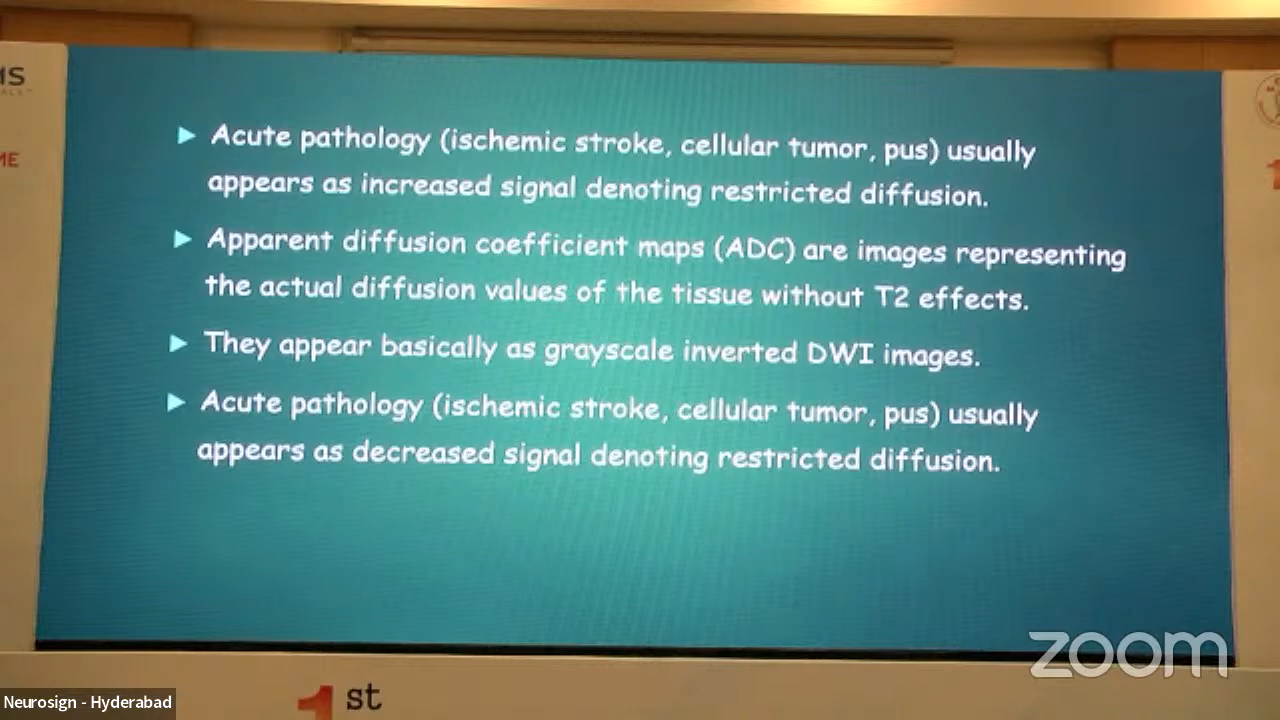 MS
ME
► Acute pathology (ischemic stroke, cellular tumor, pus) usually
appears as increased signal denoting restricted diffusion.
► Apparent diffusion coefficient maps (ADC) are images representing
the actual diffusion values of the tissue without T2 effects.
► They appear basically as grayscale inverted DWI images.
► Acute pathology (ischemic stroke, cellular tumor, pus) usually
appears as decreased signal denoting restricted diffusion.
zoom
Neurosign - Hyderabad
1st